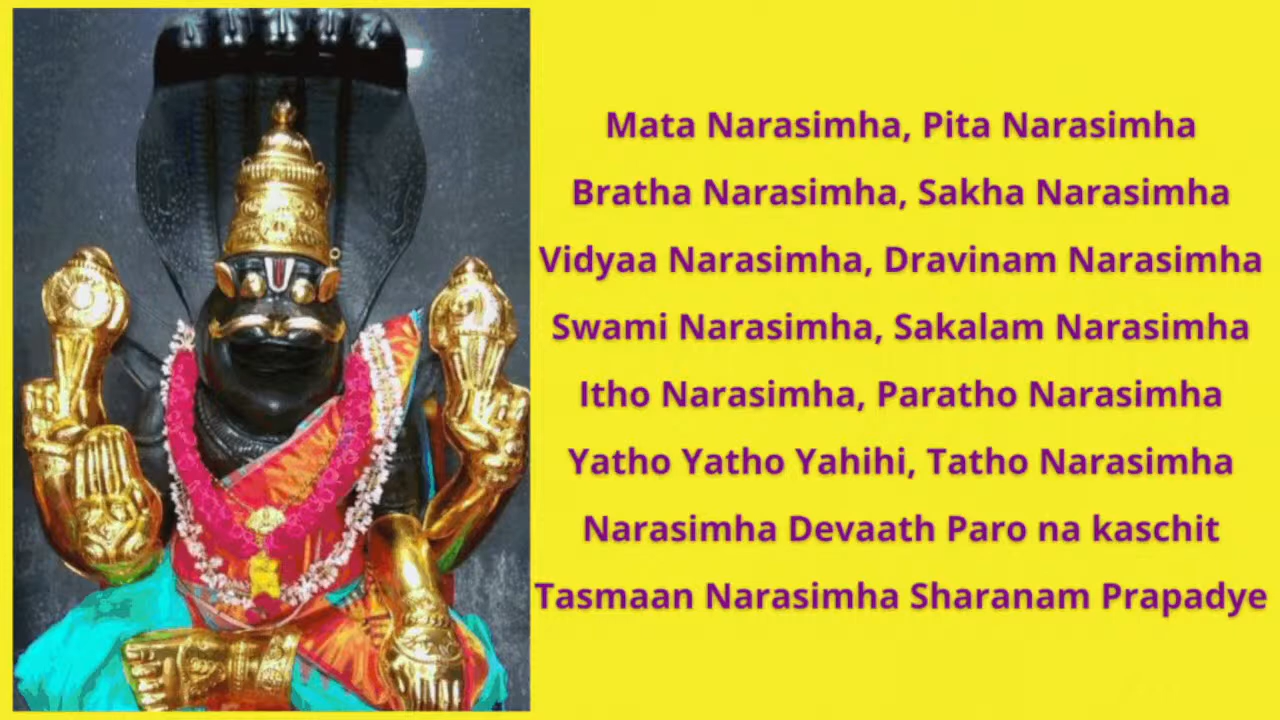 Mata Narasimha, Pita Narasimha
Bratha Narasimha, Sakha Narasimha
Vidyaa Narasimha, Dravinam Narasimha
Swami Narasimha, Sakalam Narasimha
Itho Narasimha, Paratho Narasimha
Yatho Yatho Yahihi, Tatho Narasimha
Narasimha Devaath Paro na kaschit
Tasmaan Narasimha Sharanam Prapadye